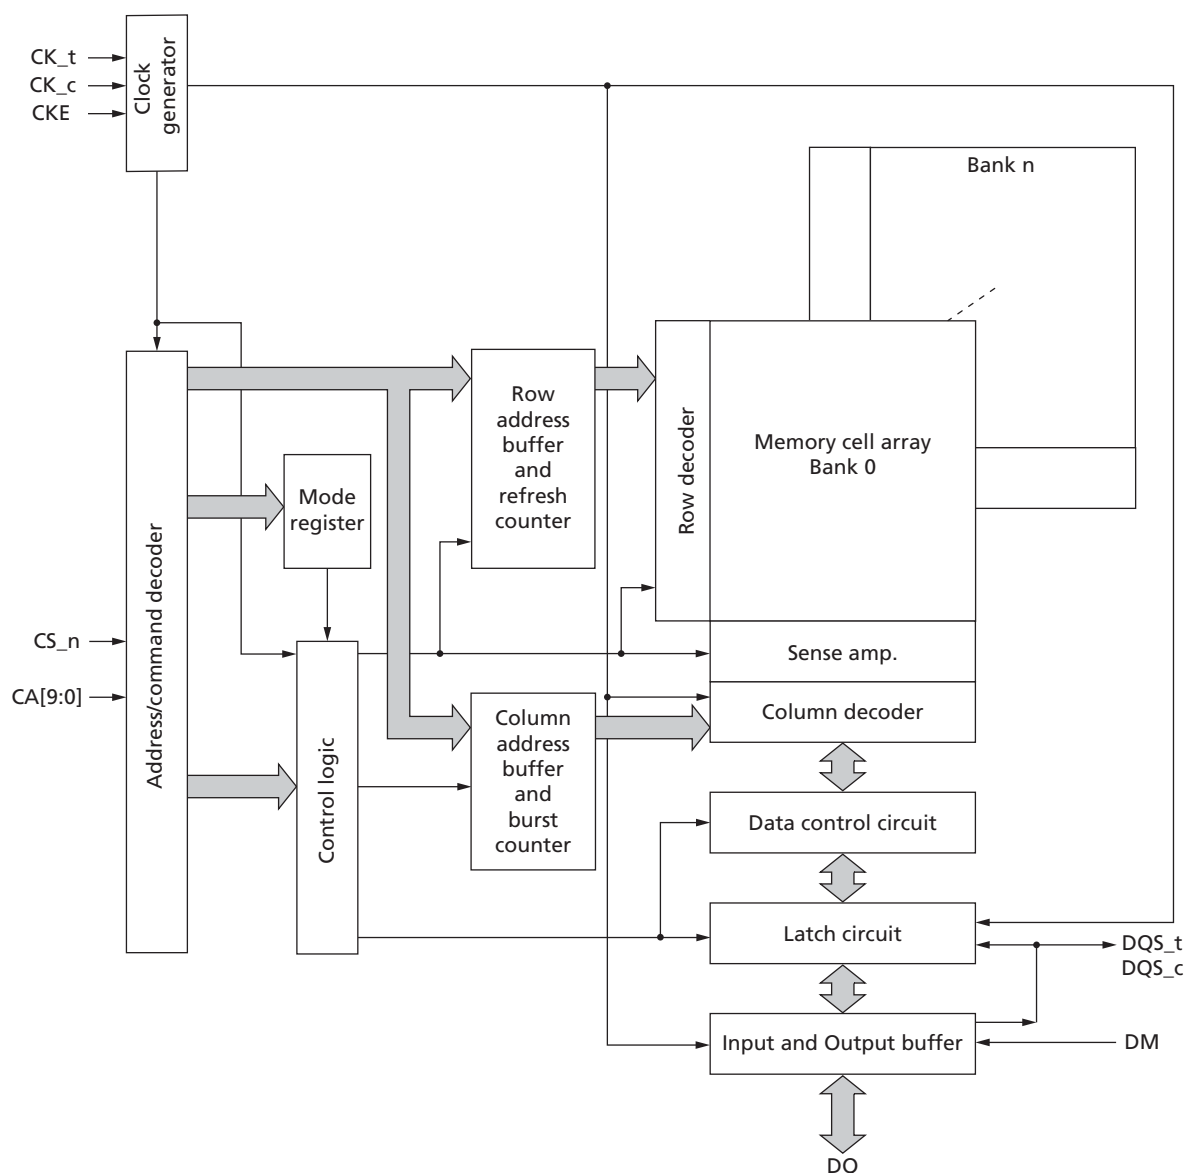 CK_t
CK_c
CKE
Clock
generator
Bank n
Row
address
buffer
and
refresh
counter
Row decoder
Memory cell array
Bank 0
Mode
register
Address/command decoder
CS_n
CA[9:0]
Control logic
Sense amp.
Column decoder
Column
address
buffer
and
burst
counter
Data control circuit
Latch circuit
DQS_t
DQS_c
Input and Output buffer
DM